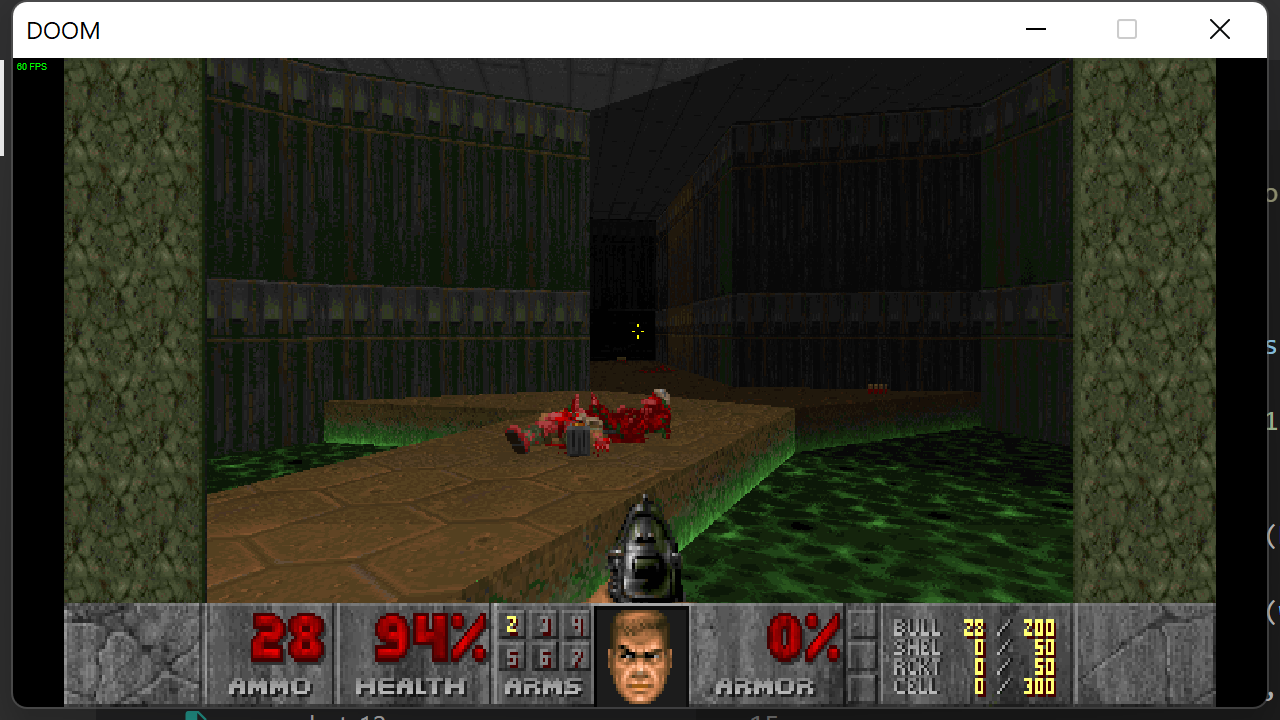 DOOM
60 FPS
28
AMMO
94%
HEALTH
2 3 4
5 6 7
ARMS
0%
ARMOR
BULL 28 / 200
SHEL 0 / 50
RCKT 0 / 50
CELL 0 / 300